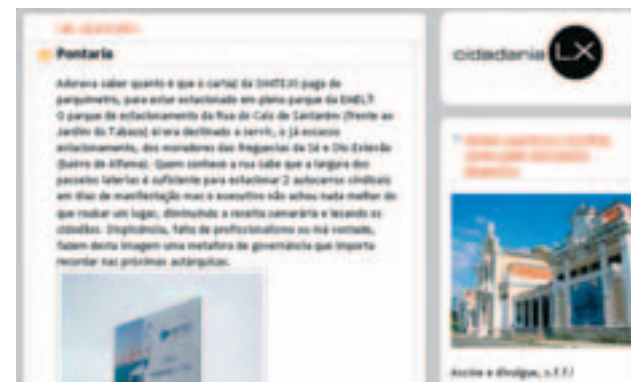 Pontaria
Adorava saber quanto é que o cartaz da SIMTEJO paga de
parquímetro, para estar estacionado em pleno parque da EMEL?
O parque de estacionamento da Rua do Cais de Santarém (frente ao
Jardim do Tabaco) era destinado a servir, o já escasso
estacionamento, dos moradores das freguesias da Sé e Sto Estevão
(bairro de Alfama). Quem conhece a rua sabe que a largura dos
passeios laterais é suficiente para estacionar 2 autocarros sindicais
em dias de manifestação mas o executivo não achou nada melhor do
que roubar um lugar, diminuindo a receita camarária e lesando os
cidadãos. Displicência, falta de profissionalismo ou má vontade,
fazem desta imagem uma metafora de governância que importa
recordar nas próximas autárquicas.
cidadania LX
Assine e divulgue, s.f.f.!